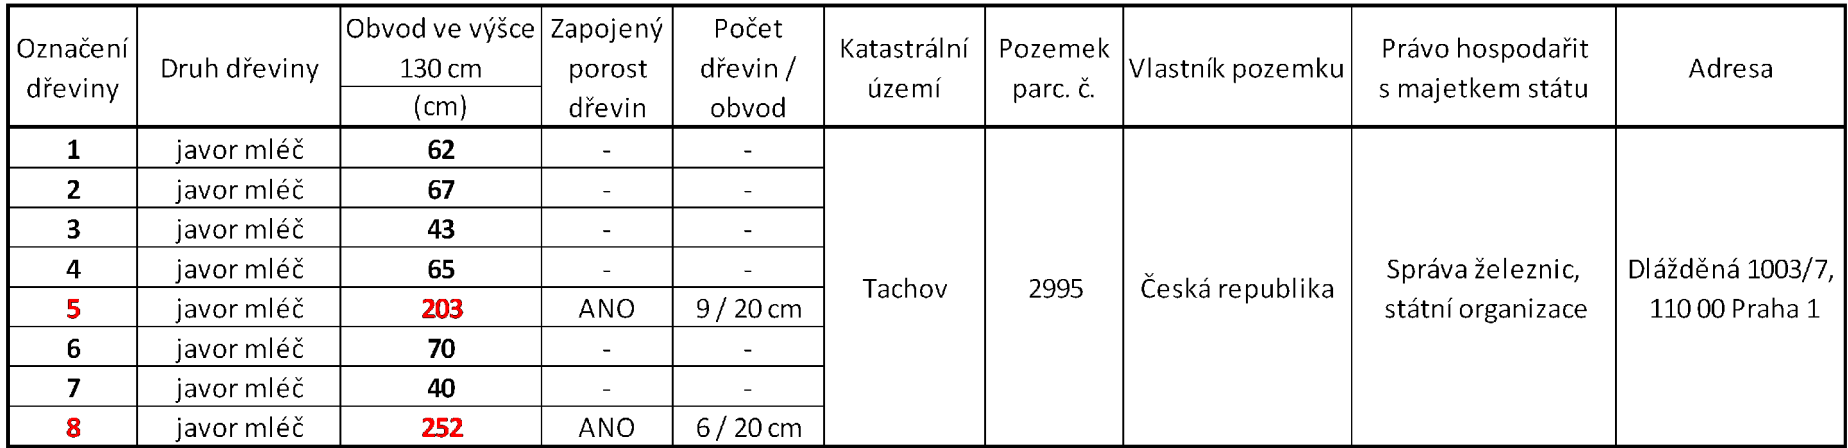 Označení dřeviny Druh dřeviny Obvod ve výšce 130 cm (cm) Zapojený porost dřevin Počet dřevin / obvod Katastrální území Pozemek parc. č. Vlastník pozemku Právo hospodařit s majetkem státu Adresa
1 javor mléč 62 - -
2 javor mléč 67 - -
3 javor mléč 43 - -
4 javor mléč 65 - -
5 javor mléč 203 ANO 9 / 20 cm
6 javor mléč 70 - -
7 javor mléč 40 - -
8 javor mléč 252 ANO 6 / 20 cm
Tachov 2995 Česká republika Správa železnic, státní organizace Dlážděná 1003/7, 110 00 Praha 1